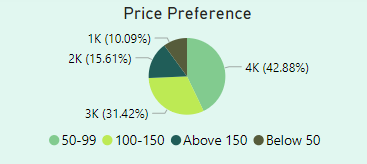 Price Preference
1K (10.09%)
2K (15.61%)
4K (42.88%)
3K (31.42%)
50-99 100-150 Above 150 Below 50